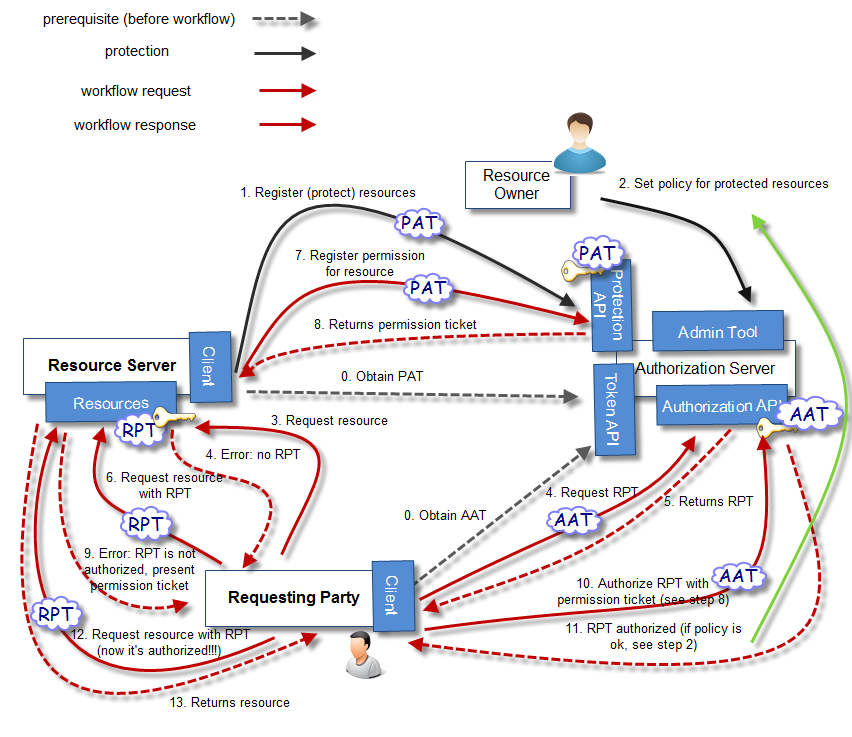 prerequisite (before workflow)
protection
workflow request
workflow response
Resource
Owner
1. Register (protect) resources
2. Set policy for protected resources
PAT
7. Register permission
for resource
PAT
PAT
Protection
API
8. Returns permission ticket
Admin Tool
Resource Server
Client
Authorization Server
0. Obtain PAT
Token API
Resources
Authorization API
AAT
3. Request resource
RPT
4. Error: no RPT
6. Request resource
with RPT
4. Request RPT
5. Returns RPT
RPT
0. Obtain AAT
AAT
9. Error: RPT is not
authorized, present
permission ticket
Requesting Party
Client
10. Authorize RPT with
permission ticket (see step 8)
AAT
RPT
12. Request resource with RPT
(now it's authorized!!!)
11. RPT authorized (if policy is
ok, see step 2)
13. Returns resource